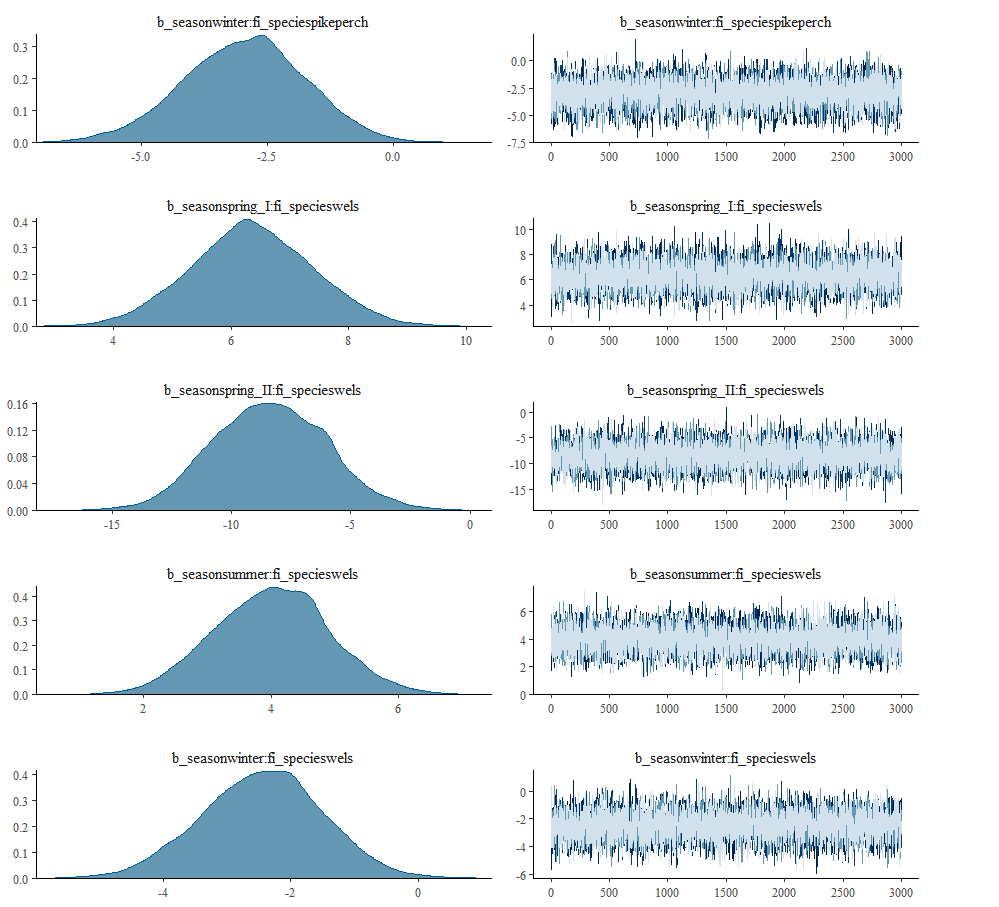 b_seasonwinter:fi_speciespikeperch
0.3
0.2
0.1
0.0
-5.0 -2.5 0.0
b_seasonwinter:fi_speciespikeperch
0.0
-2.5
-5.0
-7.5
0 500 1000 1500 2000 2500 3000
b_seasonspring_I:fi_specieswels
0.4
0.3
0.2
0.1
0.0
4 6 8 10
b_seasonspring_I:fi_specieswels
10
8
6
4
0 500 1000 1500 2000 2500 3000
b_seasonspring_II:fi_specieswels
0.16
0.12
0.08
0.04
0.00
-15 -10 -5 0
b_seasonspring_II:fi_specieswels
0
-5
-10
-15
0 500 1000 1500 2000 2500 3000
b_seasonsummer:fi_specieswels
0.4
0.3
0.2
0.1
0.0
2 4 6
b_seasonsummer:fi_specieswels
6
4
2
0
0 500 1000 1500 2000 2500 3000
b_seasonwinter:fi_specieswels
0.4
0.3
0.2
0.1
0.0
-4 -2 0
b_seasonwinter:fi_specieswels
0
-2
-4
-6
0 500 1000 1500 2000 2500 3000